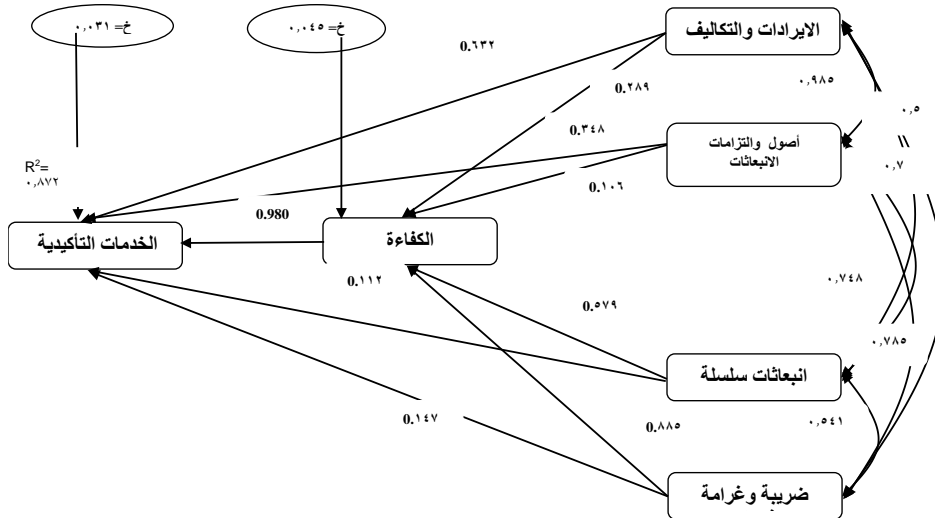 خ= ٠,٠٣١
خ= ٠,٠٤٥
الايرادات والتكاليف
0.٦٣٢
0.٢٨٩
٠,٩٨٥
٠,٥
0.٣٤٨
أصول والتزامات
الانبعاثات
٠,٧
R²=
٠,٨٧٢
0.١٠٦
0.980
الخدمات التأكيدية
الكفاءة
0.١١٢
0.٥٧٩
٠,٧٤٨
٠,٧٨٥
انبعاثات سلسلة
0.١٤٧
0.٨٨٥
٠,٥٤١
ضريبة وغرامة